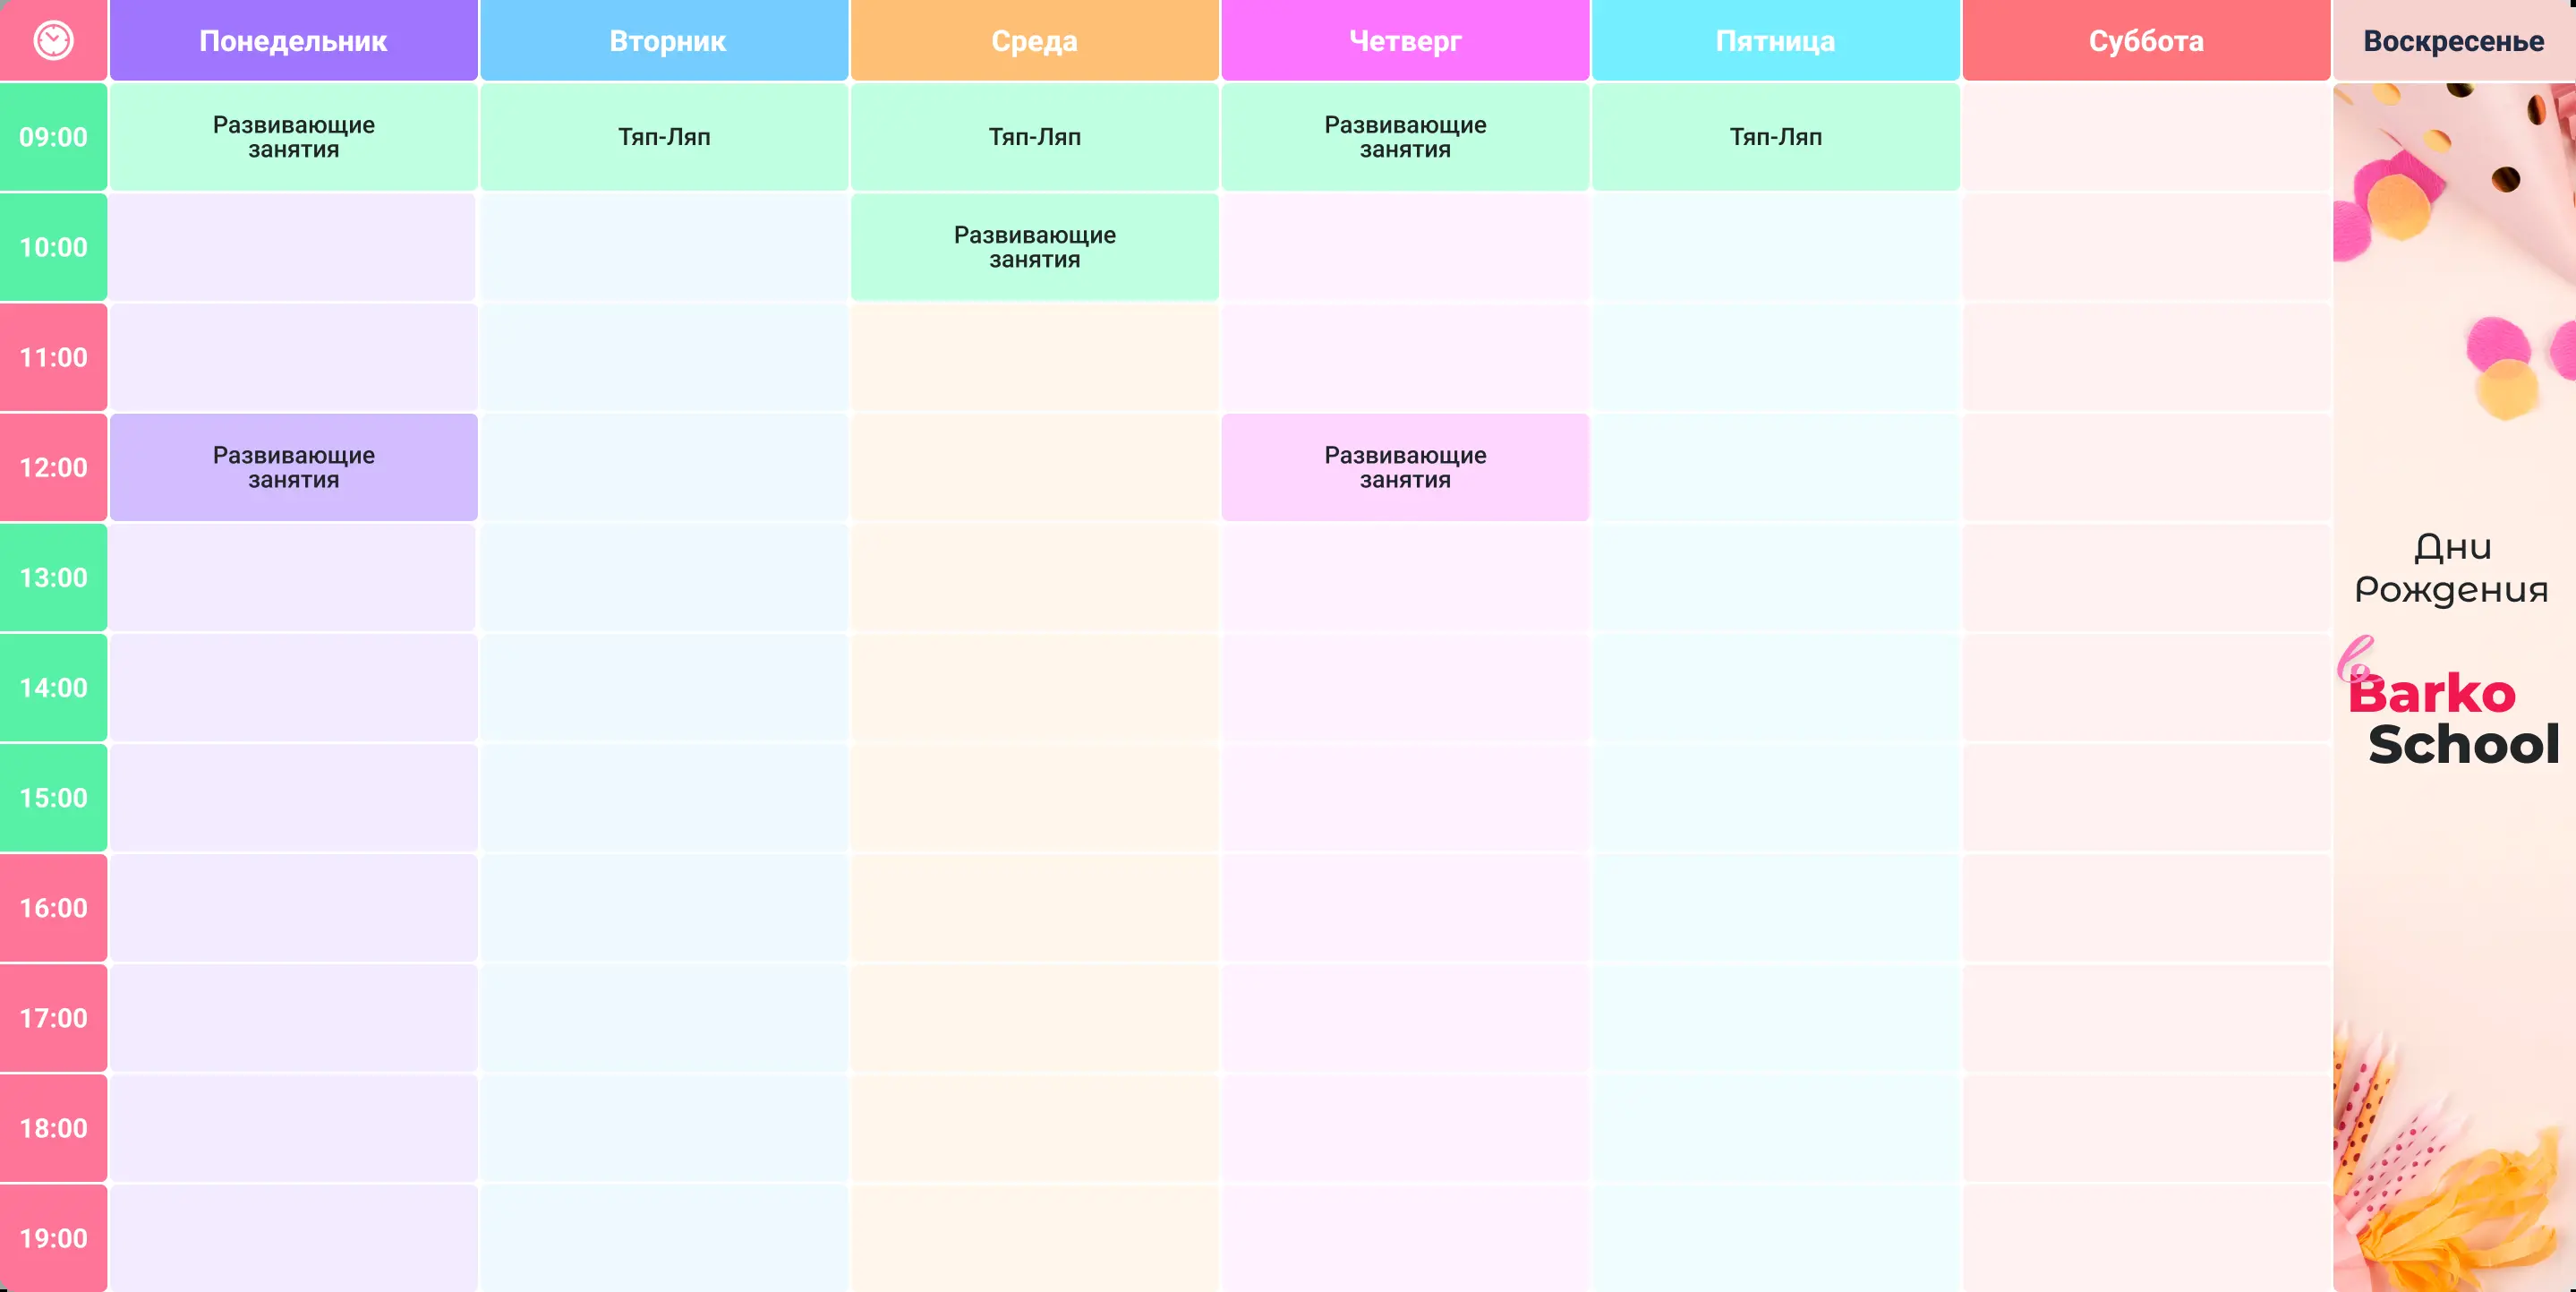 Понедельник Вторник Среда Четверг Пятница Суббота Воскресенье
09:00
Развивающие
занятия
Тяп-Ляп
Тяп-Ляп
Развивающие
занятия
Тяп-Ляп
10:00
Развивающие
занятия
11:00
12:00
Развивающие
занятия
Развивающие
занятия
13:00
14:00
15:00
16:00
17:00
18:00
19:00
Дни
Рождения
в
Barko
School